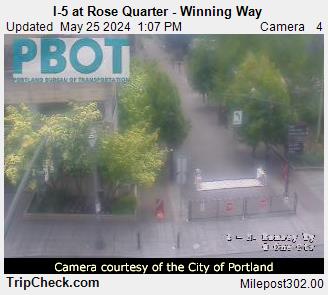 I-5 at Rose Quarter - Winning Way
Updated May 25 2024 1:07 PM Camera 4
PBOT
PORTLAND BUREAU OF TRANSPORTATION
Camera courtesy of the City of Portland
TripCheck.com Milepost302.00